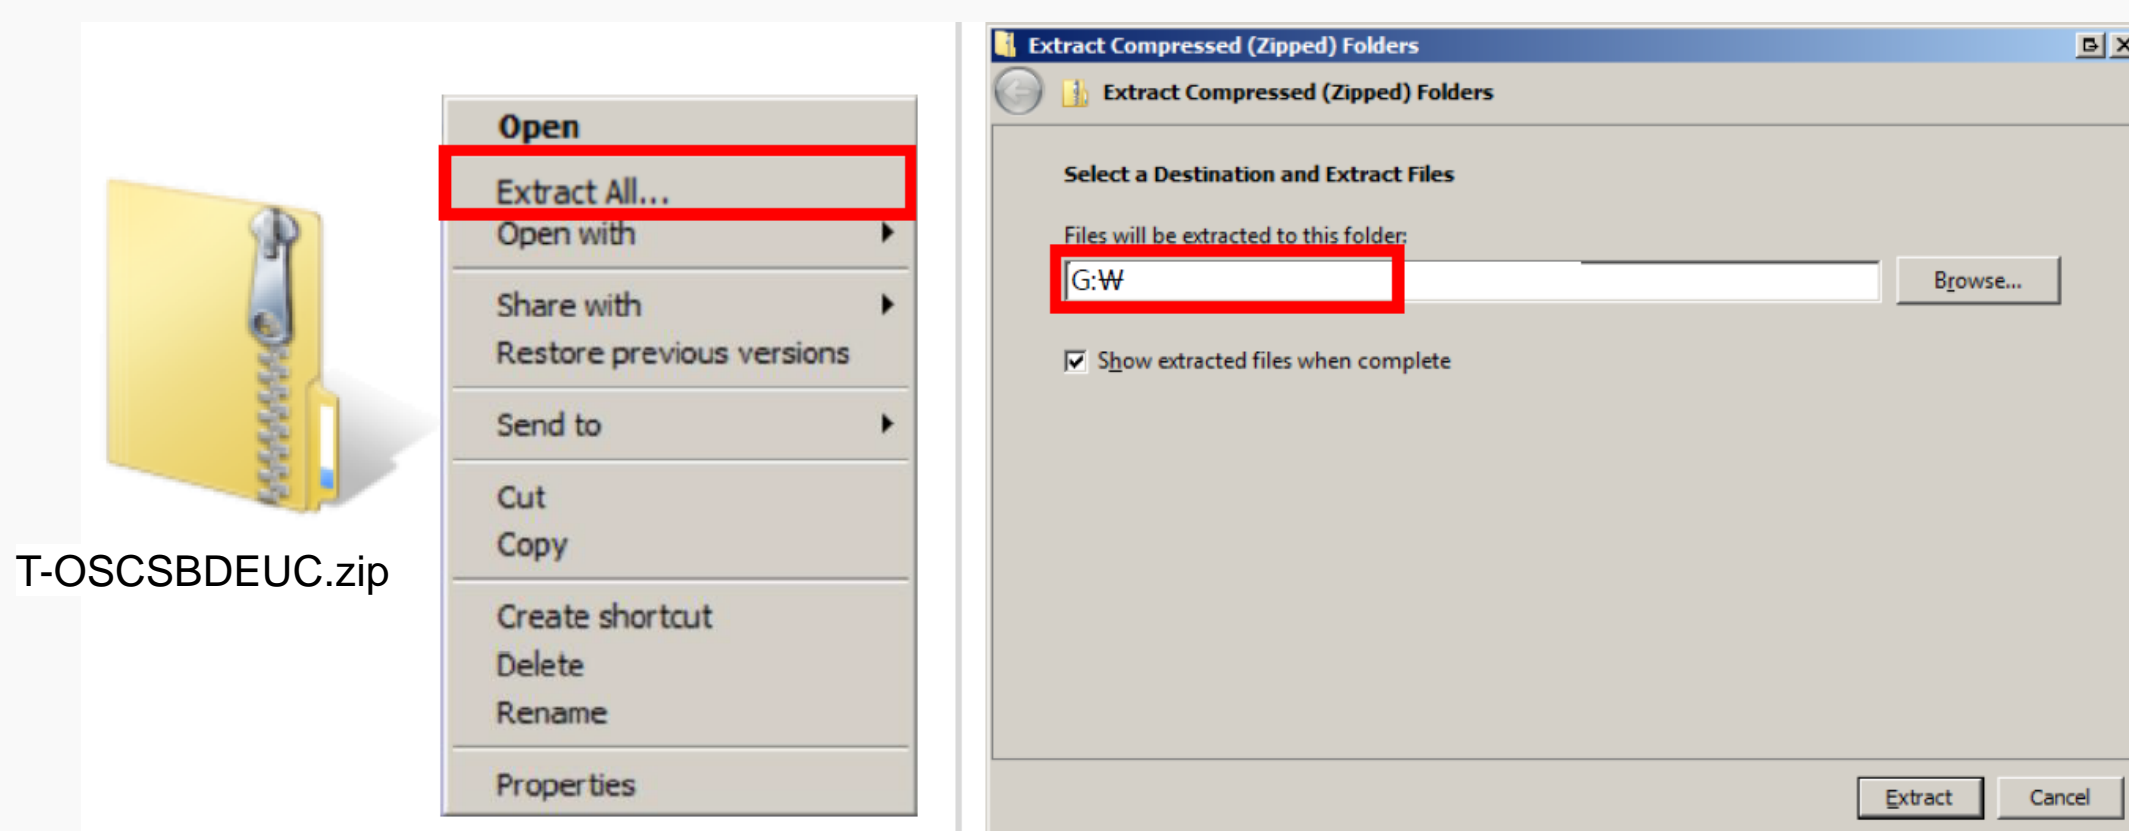 T-OSCSBDEUC.zip
Open
Extract All...
Open with
Share with
Restore previous versions
Send to
Cut
Copy
Create shortcut
Delete
Rename
Properties
Extract Compressed (Zipped) Folders
Extract Compressed (Zipped) Folders
Select a Destination and Extract Files
Files will be extracted to this folder:
G:₩
Browse...
Show extracted files when complete
Extract
Cancel